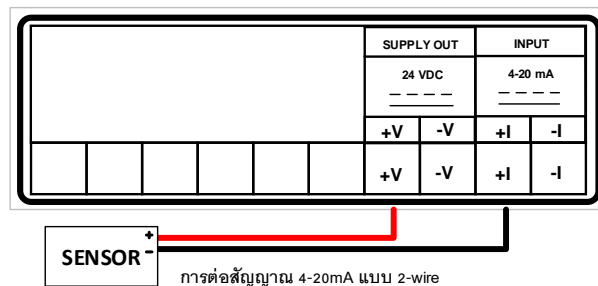 SUPPLY OUT INPUT
24 VDC 4-20 mA
+V -V +I -I
+V -V +I -I
SENSOR + -
การต่อสัญญาณ 4-20mA แบบ 2-wire